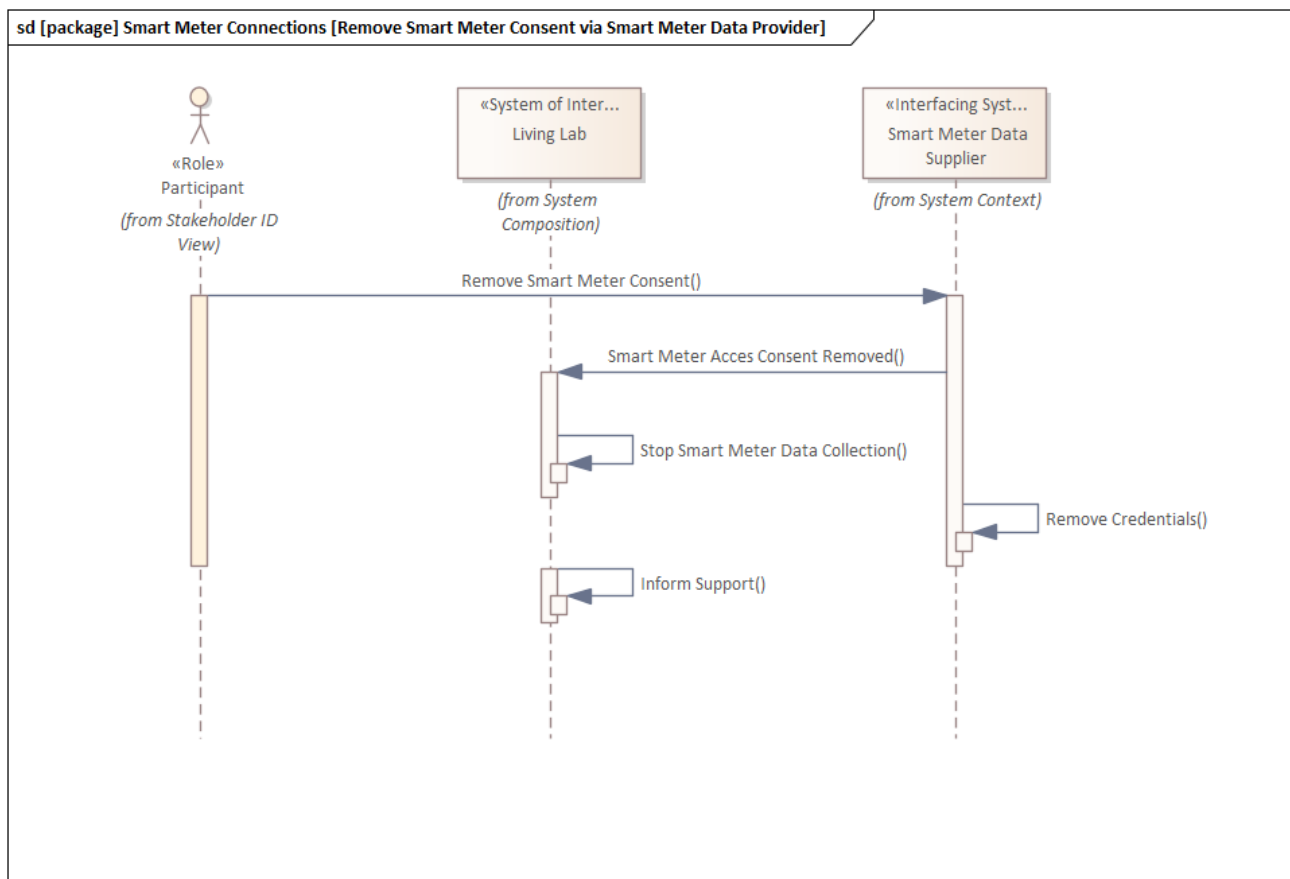 sd [package] Smart Meter Connections [Remove Smart Meter Consent via Smart Meter Data Provider]
«Role»
Participant
(from Stakeholder ID
View)
«System of Inter...
Living Lab
(from System
Composition)
«Interfacing Syst...
Smart Meter Data
Supplier
(from System Context)
Remove Smart Meter Consent()
Smart Meter Acces Consent Removed()
Stop Smart Meter Data Collection()
Remove Credentials()
Inform Support()